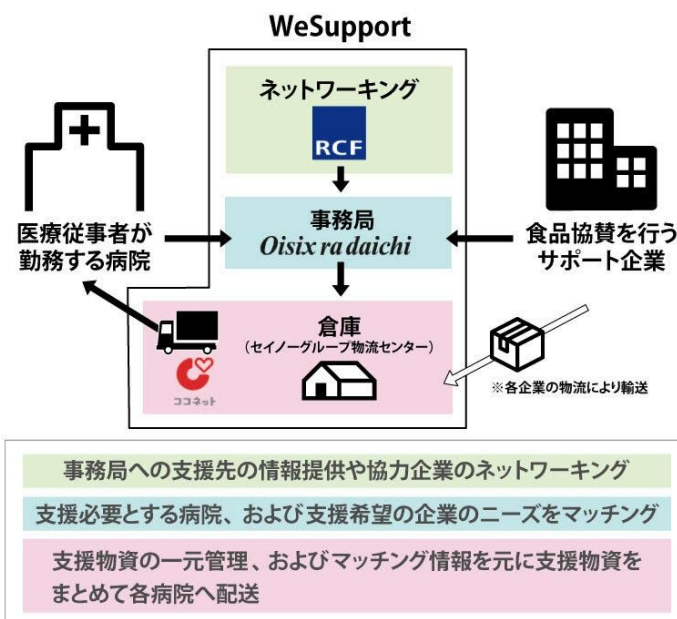 WeSupport
ネットワーキング
RCF
医療従事者が
勤務する病院
事務局
Oisix ra daichi
食品協賛を行う
サポート企業
倉庫
(セイノーグループ物流センター)
ココネット
※各企業の物流により輸送
事務局への支援先の情報提供や協力企業のネットワーキング
支援必要とする病院、および支援希望の企業のニーズをマッチング
支援物資の一元管理、およびマッチング情報を元に支援物資を
まとめて各病院へ配送